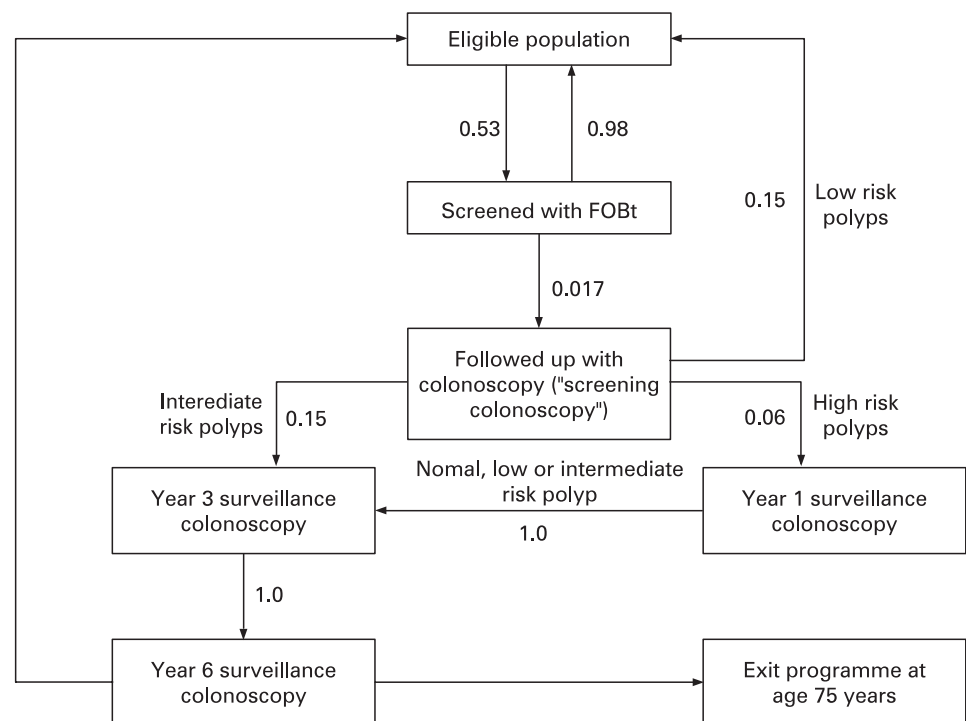 Eligible population
0.53
0.98
Screened with FOBt
0.15
Low risk
polyps
0.017
Followed up with
colonoscopy ("screening
colonoscopy")
Interediate
risk polyps
0.15
0.06
High risk
polyps
Nomal, low or intermediate
risk polyp
1.0
Year 3 surveillance
colonoscopy
Year 1 surveillance
colonoscopy
1.0
Year 6 surveillance
colonoscopy
Exit programme at
age 75 years